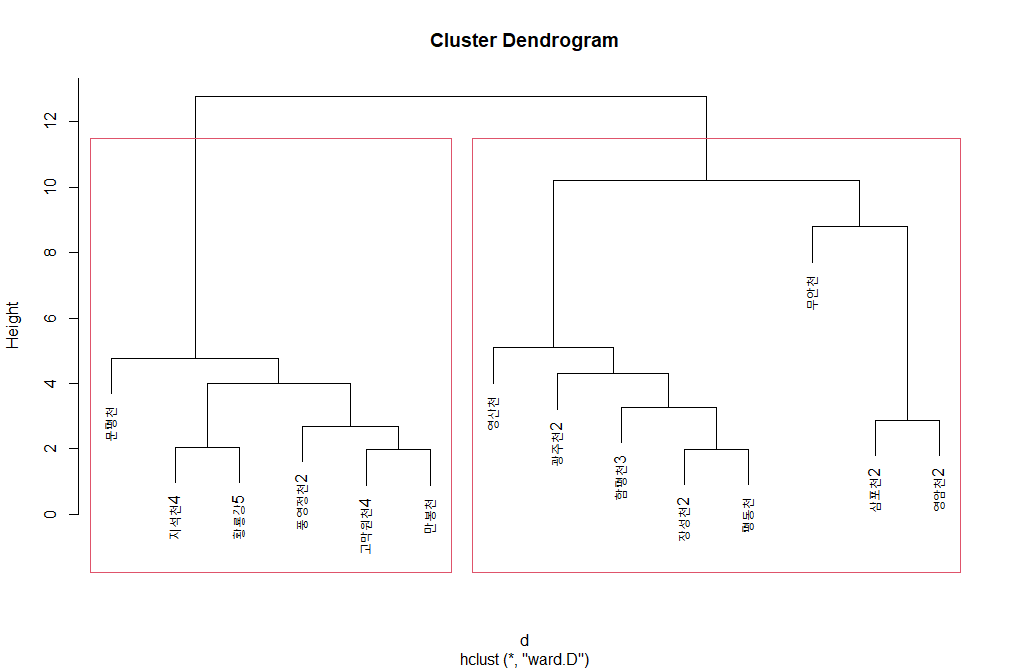 Cluster Dendrogram
Height
0
2
4
6
8
10
12
문평천
지석천4
황룡강5
풍영정천2
고막원천4
만봉천
영산천
광주천2
함평천3
장성천2
평동천
무안천
삼포천2
영암천2
d
hclust (*, "ward.D")